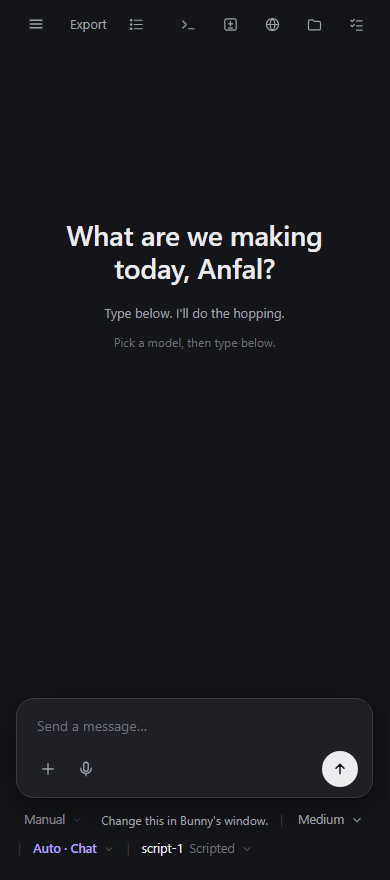 Export
What are we making
today, Anfal?
Type below. I'll do the hopping.
Pick a model, then type below.
Send a message...
Manual Change this in Bunny's window. | Medium
| Auto · Chat | script-1 Scripted